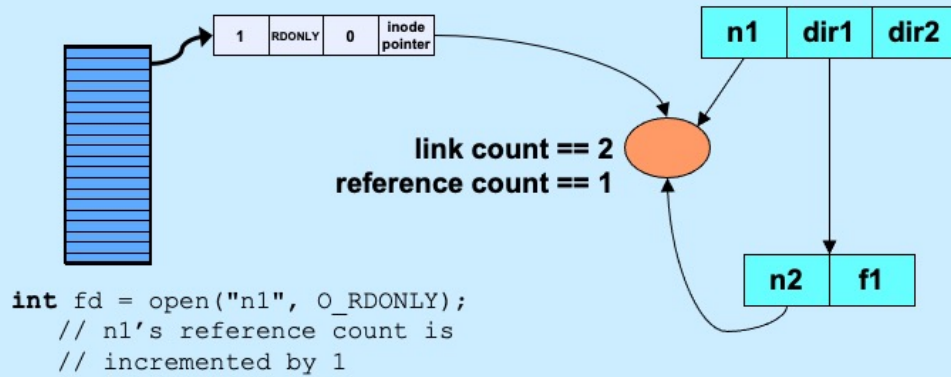 1 RDONLY 0 inode pointer
n1 dir1 dir2
link count == 2
reference count == 1
n2 f1
int fd = open("n1", O_RDONLY);
// n1’s reference count is
// incremented by 1